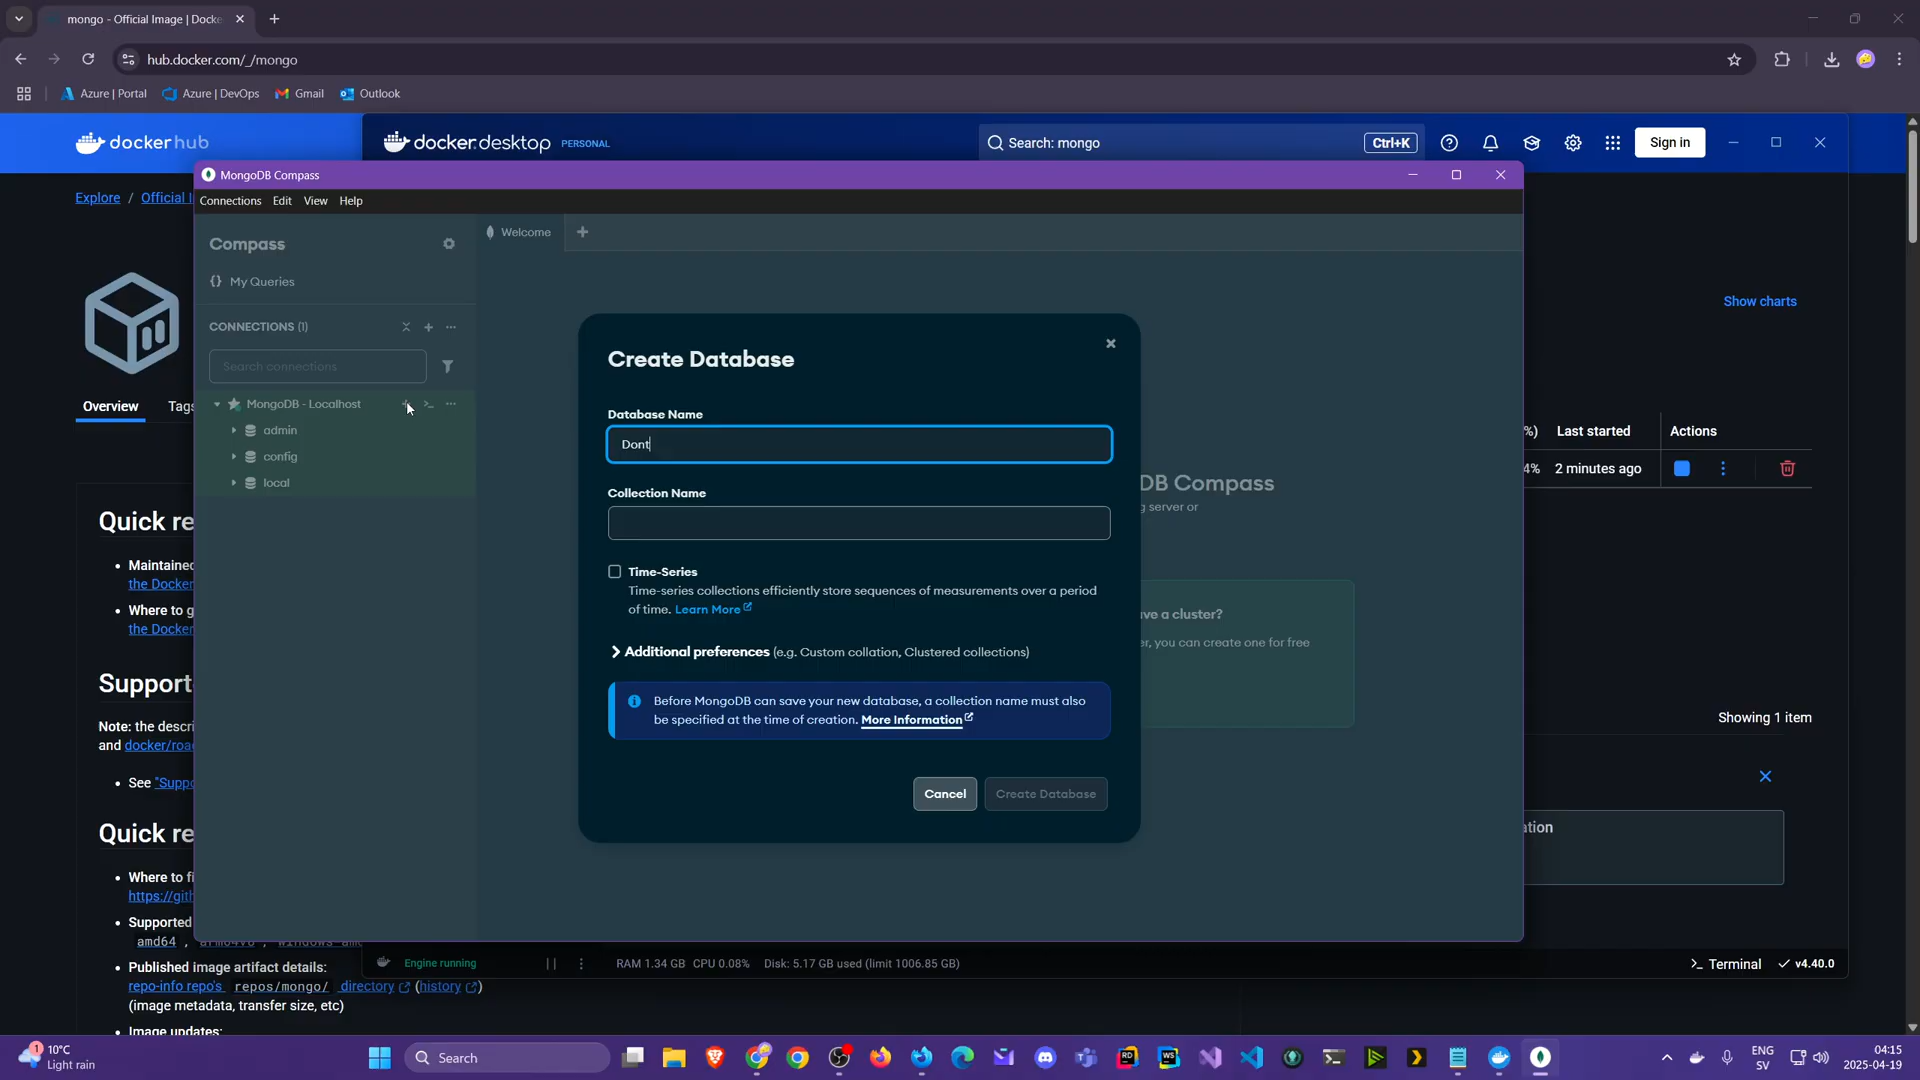 mongo - Official Image | Docke
hub.docker.com/_/mongo
Azure | Portal
Azure | DevOps
Gmail
Outlook
docker hub
docker.desktop PERSONAL
Search: mongo
Ctrl+K
Sign in
MongoDB Compass
Explore / Official I
Connections Edit View Help
Compass
Welcome
My Queries
Show charts
CONNECTIONS (1)
Search connections
Create Database
Overview
Tags
MongoDB - Localhost
admin
config
local
Database Name
Dont
Collection Name
%) Last started Actions
4% 2 minutes ago
DB Compass
g server or
Time-Series
Time-series collections efficiently store sequences of measurements over a period
of time. Learn More
ave a cluster?
er, you can create one for free
Additional preferences (e.g. Custom collation, Clustered collections)
Before MongoDB can save your new database, a collection name must also
be specified at the time of creation. More Information
Cancel
Create Database
Showing 1 item
ation
Quick re
Maintained
the Docker
Where to g
the Docker
Support
Note: the descri
and docker/roa
See "Suppo
Quick re
Where to fi
https://gith
Supported
amd64 ,
Published image artifact details:
repo-info repo's repos/mongo/ directory (history)
(image metadata, transfer size, etc)
Image updates:
Engine running
RAM 1.34 GB CPU 0.08% Disk: 5.17 GB used (limit 1006.85 GB)
>_ Terminal
v4.40.0
1
10°C
Light rain
Search
RD
WS
ENG
SV
04:15
2025-04-19